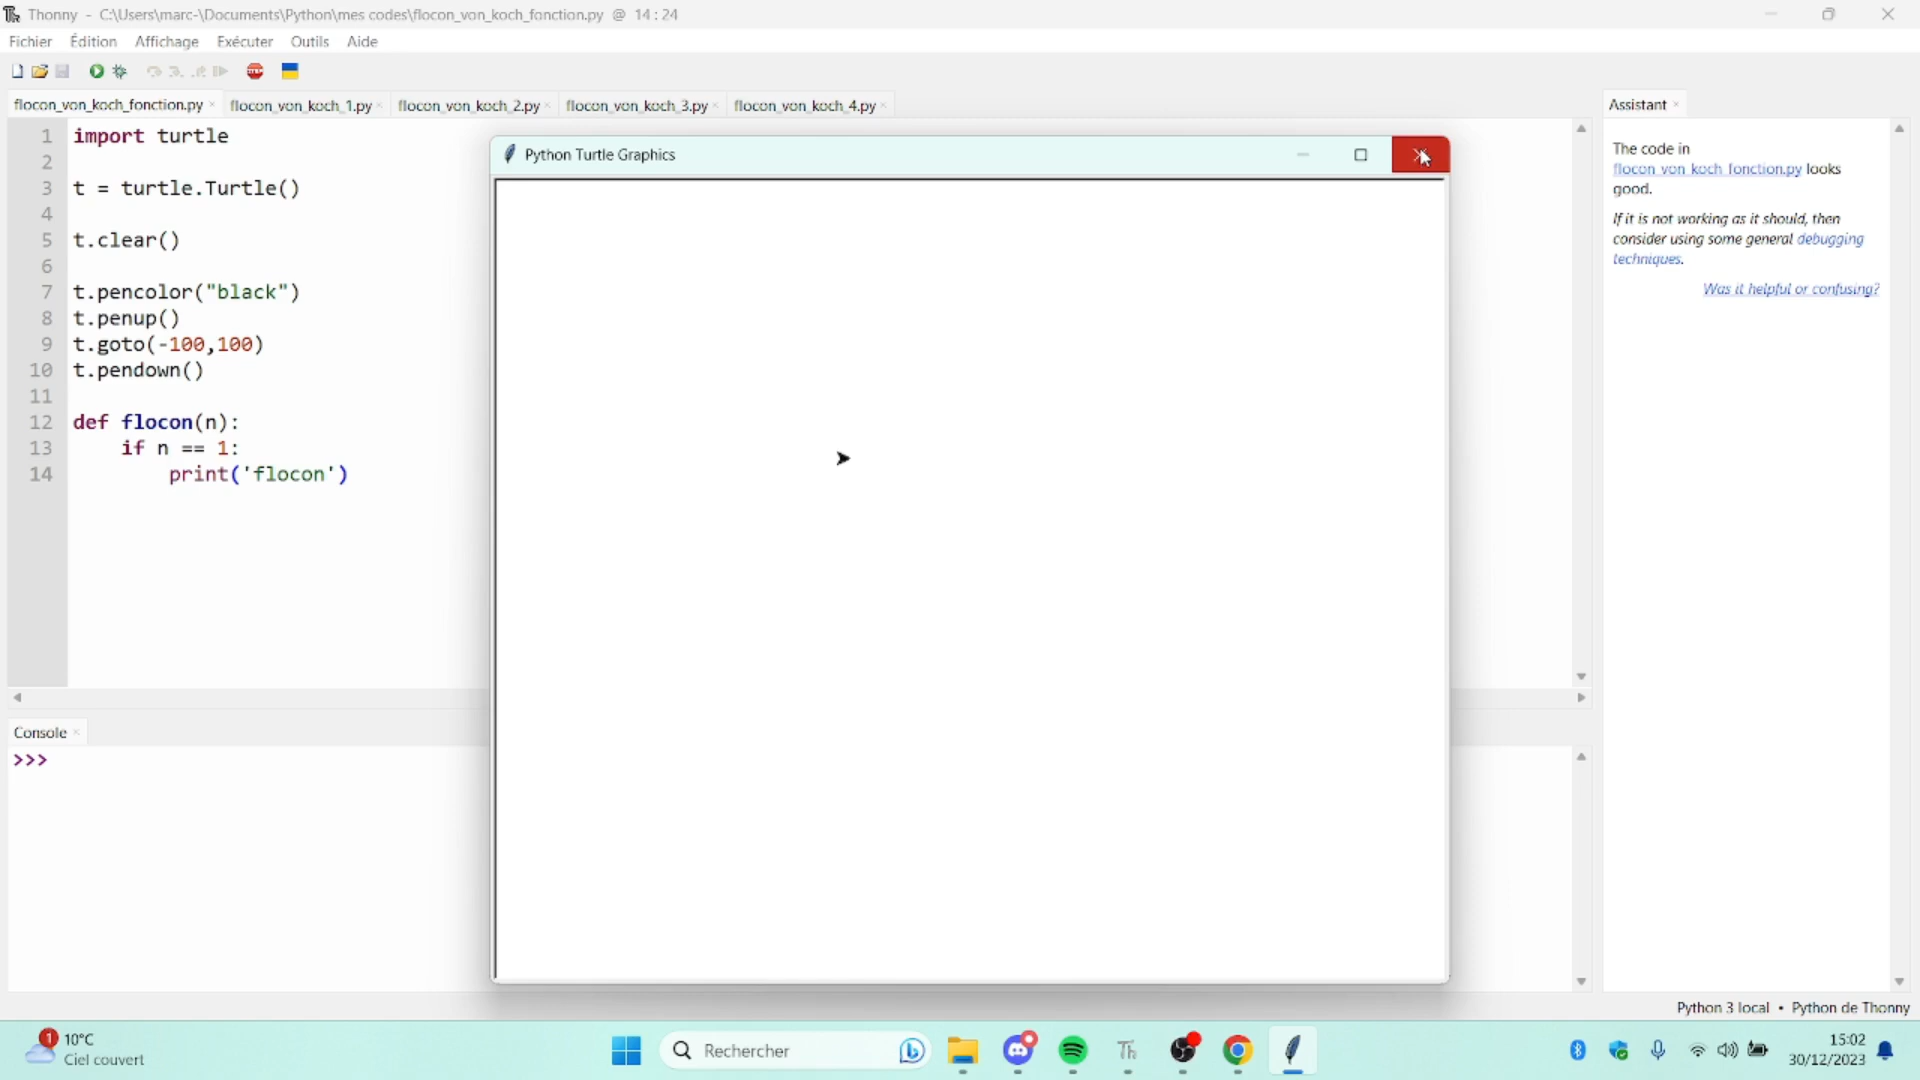 Thonny - C:\Users\marc-\Documents\Python\mes codes\flocon_von_koch_fonction.py @ 14 : 24
Fichier Édition Affichage Exécuter Outils Aide
flocon_von_koch_fonction.py × flocon_von_koch_1.py × flocon_von_koch_2.py × flocon_von_koch_3.py × flocon_von_koch_4.py ×
1 import turtle
2
3 t = turtle.Turtle()
4
5 t.clear()
6
7 t.pencolor("black")
8 t.penup()
9 t.goto(-100,100)
10 t.pendown()
11
12 def flocon(n):
13 if n == 1:
14 print('flocon')
Python Turtle Graphics
Console ×
>>>
Assistant ×
The code in
flocon_von_koch_fonction.py looks
good.
If it is not working as it should, then
consider using some general debugging
techniques.
Was it helpful or confusing?
Python 3 local • Python de Thonny
1
10°C
Ciel couvert
Rechercher
Th
15:02
30/12/2023